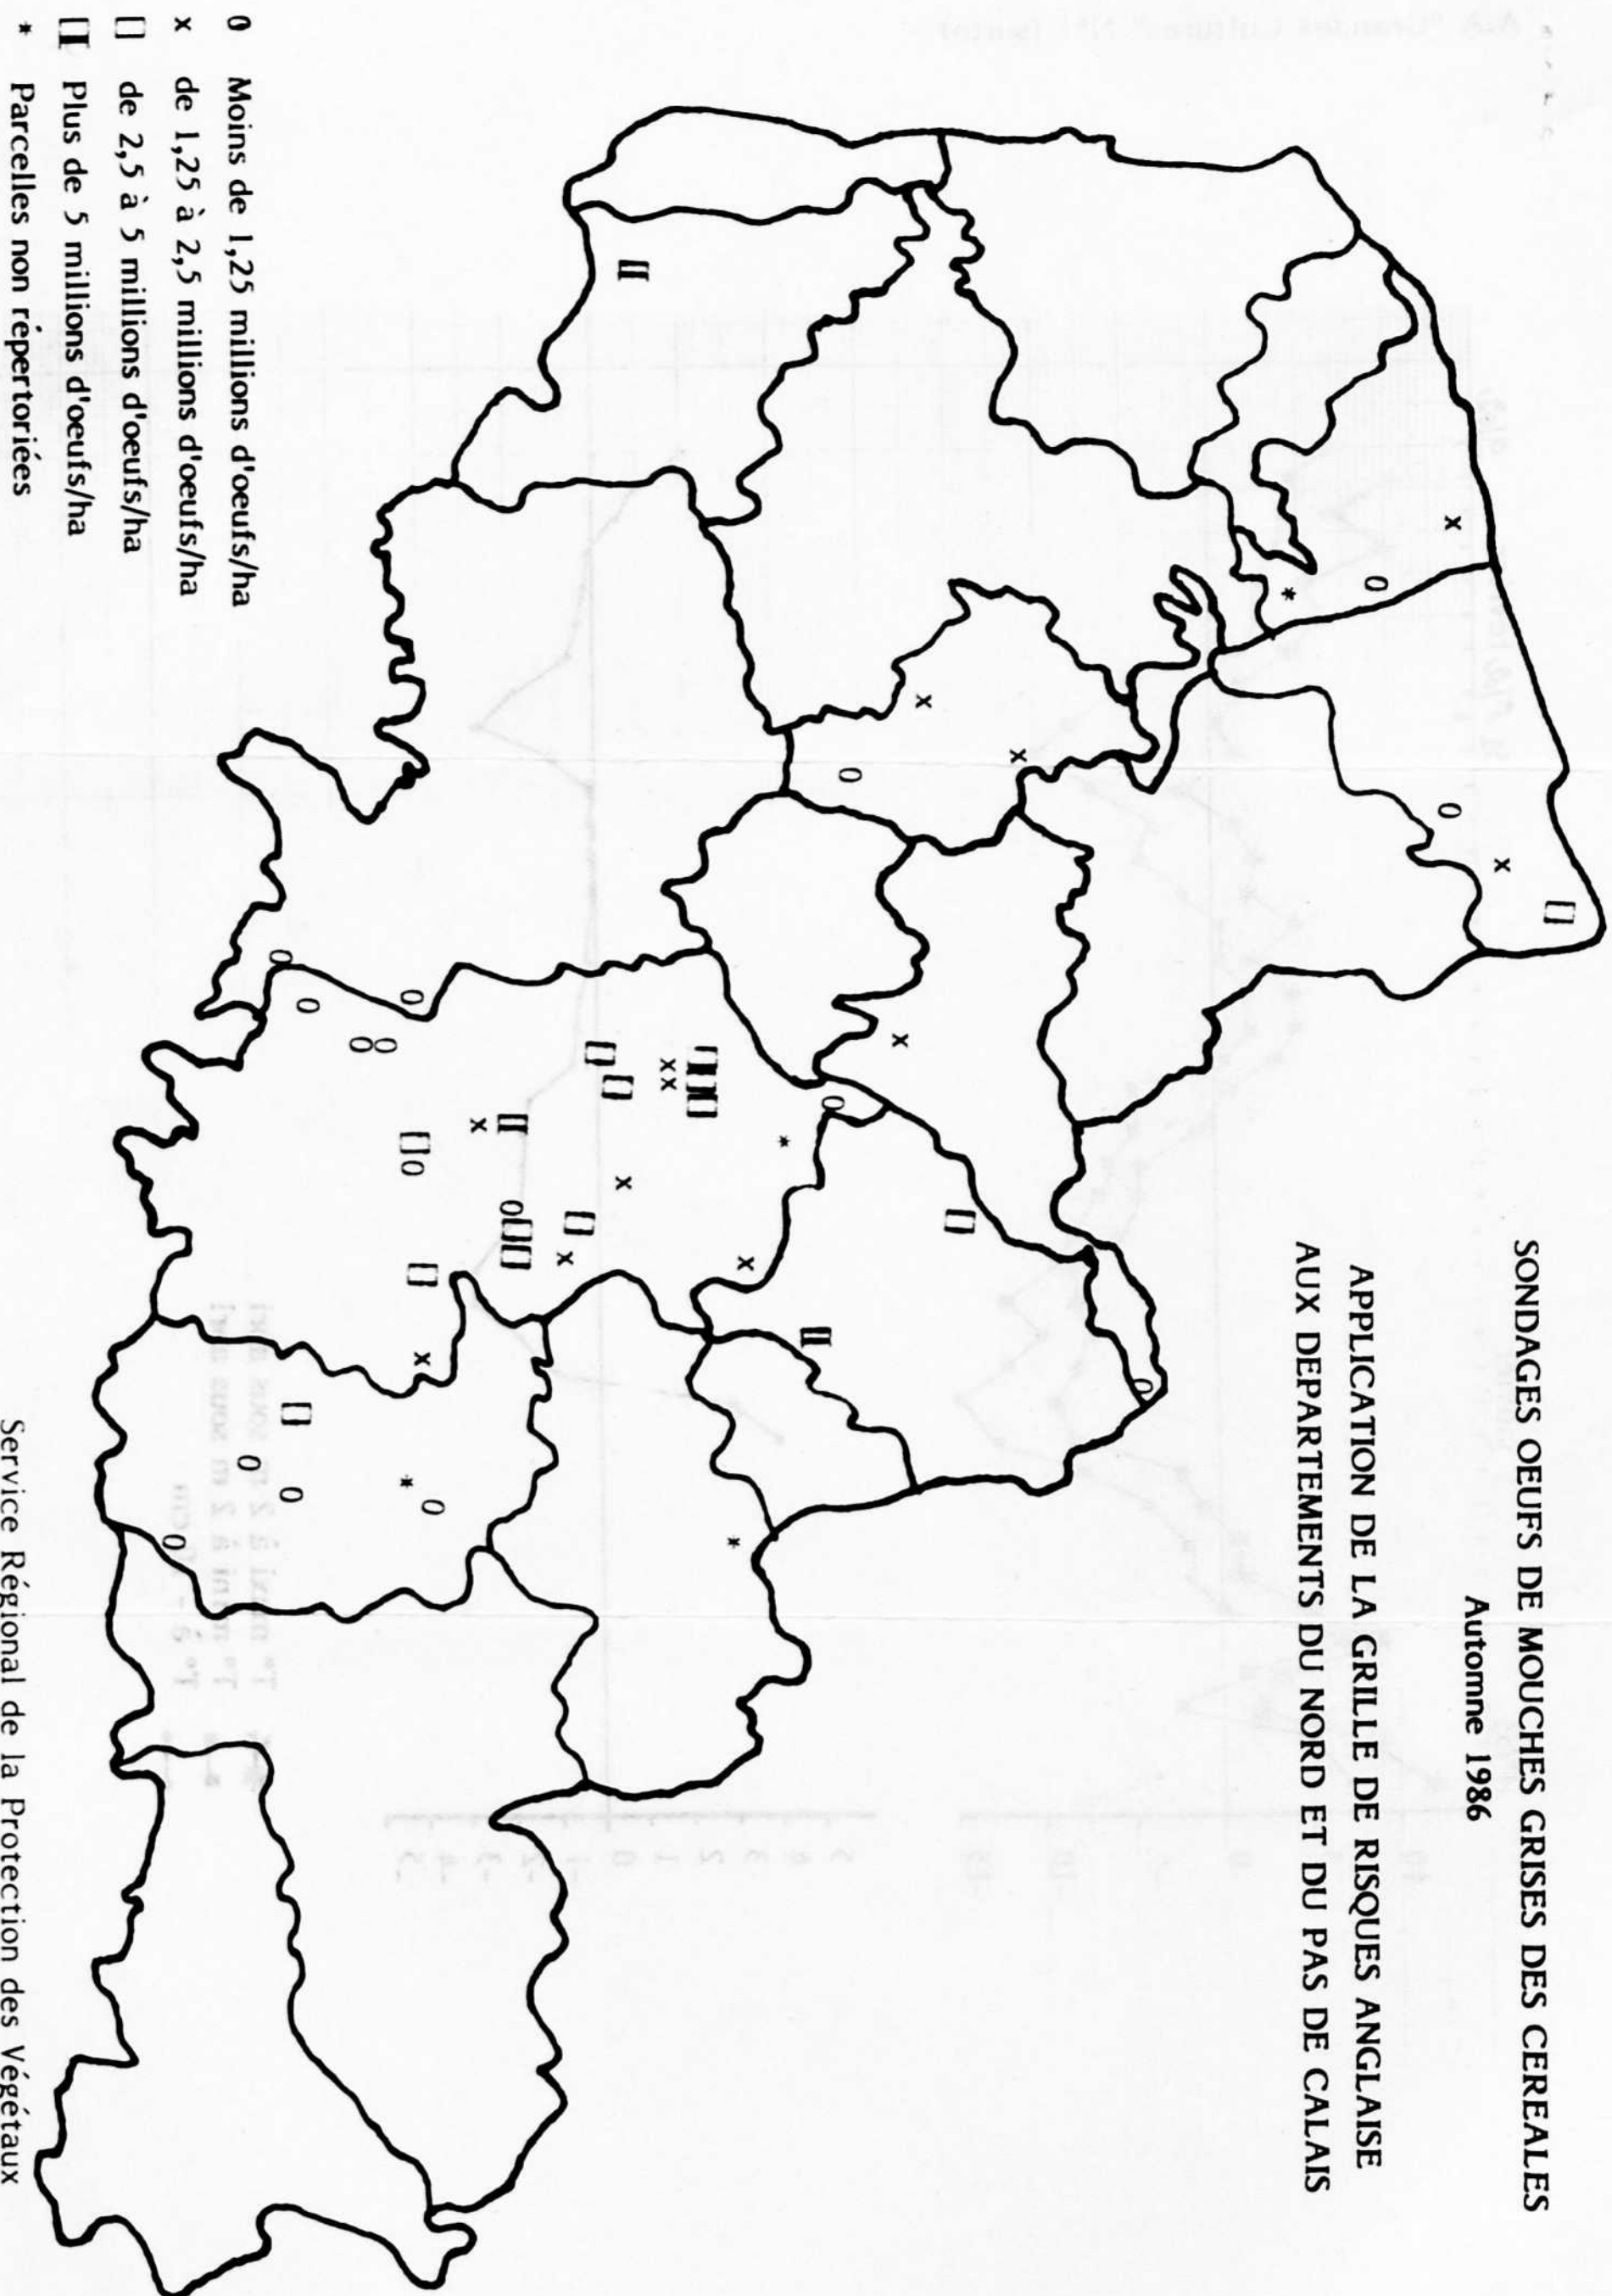 SONDAGES OEUFS DE MOUCHES GRISES DES CEREALES
Automne 1986
APPLICATION DE LA GRILLE DE RISQUES ANGLAISE
AUX DEPARTEMENTS DU NORD ET DU PAS DE CALAIS
0 Moins de 1,25 millions d'oeufs/ha
x de 1,25 à 2,5 millions d'oeufs/ha
[] de 2,5 à 5 millions d'oeufs/ha
[I] Plus de 5 millions d'oeufs/ha
* Parcelles non répertoriées
Service Régional de la Protection des Végétaux